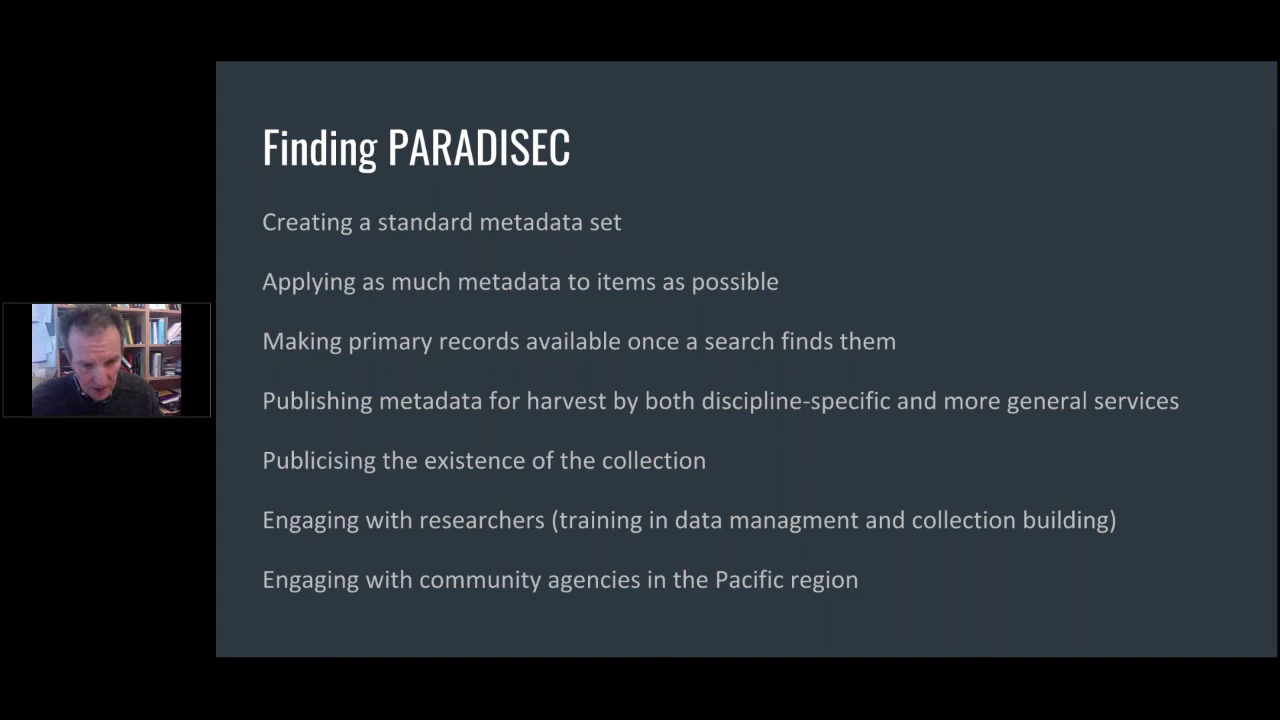 Finding PARADISEC
Creating a standard metadata set
Applying as much metadata to items as possible
Making primary records available once a search finds them
Publishing metadata for harvest by both discipline-specific and more general services
Publicising the existence of the collection
Engaging with researchers (training in data managment and collection building)
Engaging with community agencies in the Pacific region